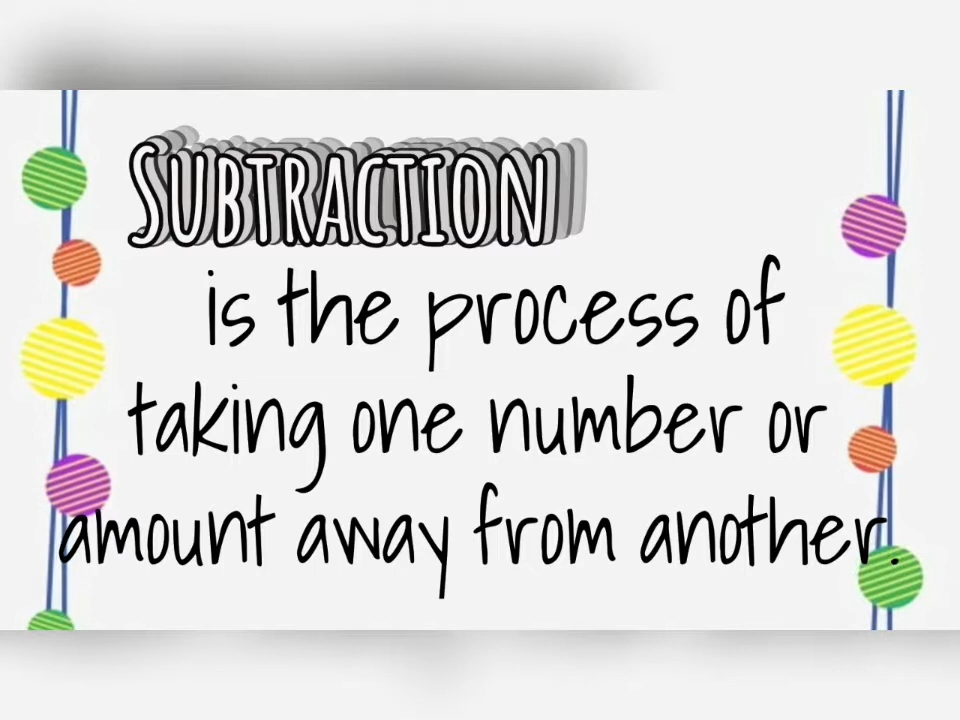 SUBTRACTION
is the process of
taking one number or
amount away from another.